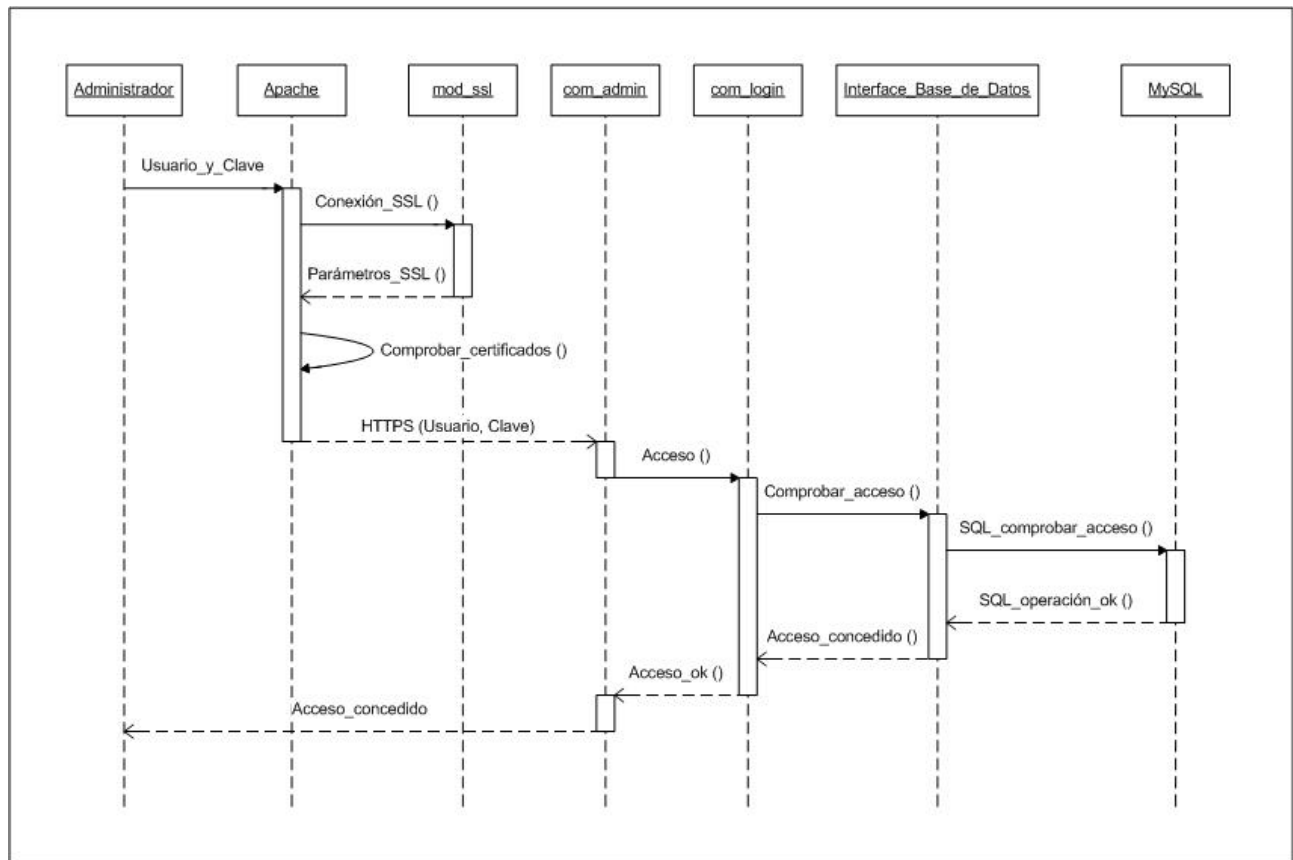 Administrador
Apache
mod_ssl
com_admin
com_login
Interface_Base_de_Datos
MySQL
Usuario_y_Clave
Conexión_SSL ()
Parámetros_SSL ()
Comprobar_certificados ()
HTTPS (Usuario, Clave)
Acceso ()
Comprobar_acceso ()
SQL_comprobar_acceso ()
SQL_operación_ok ()
Acceso_concedido ()
Acceso_ok ()
Acceso_concedido